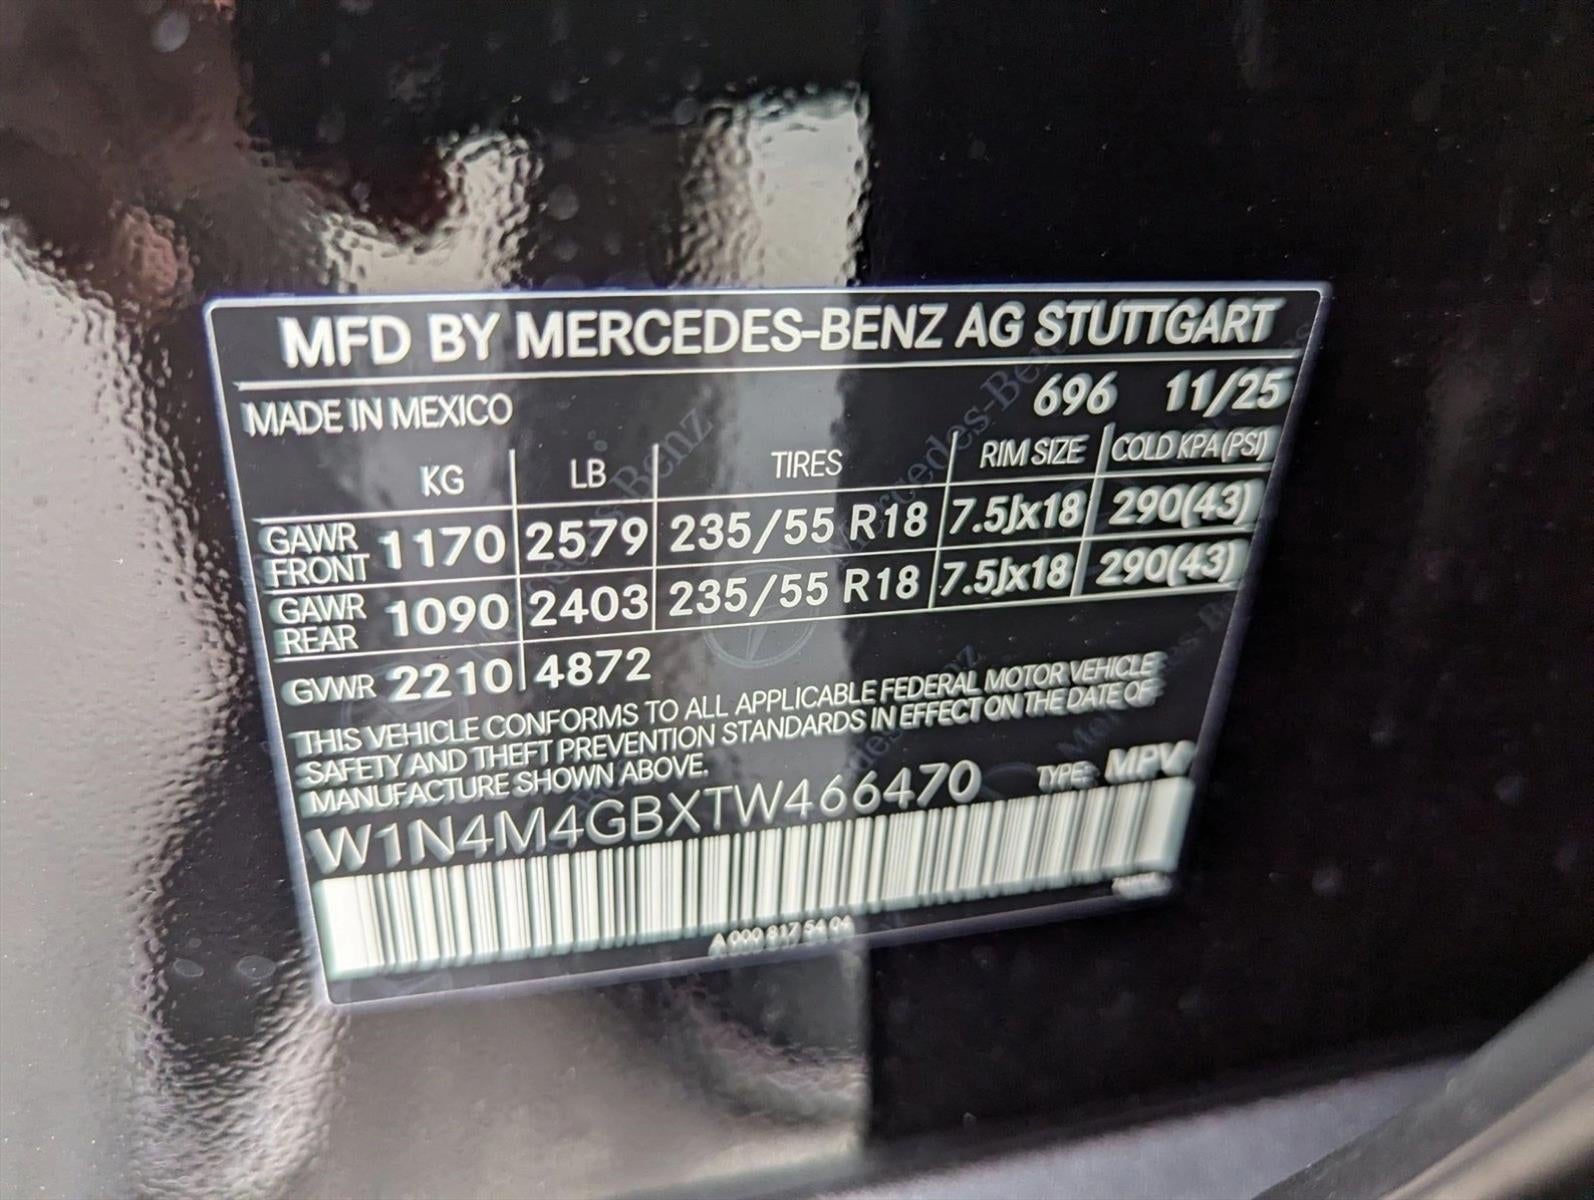 MFD BY MERCEDES-BENZ AG STUTTGART
MADE IN MEXICO 696 11/25
KG LB TIRES RIM SIZE COLD KPA (PSI)
GAWR FRONT 1170 2579 235/55 R18 7.5Jx18 290(43)
GAWR REAR 1090 2403 235/55 R18 7.5Jx18 290(43)
GVWR 2210 4872
THIS VEHICLE CONFORMS TO ALL APPLICABLE FEDERAL MOTOR VEHICLE
SAFETY AND THEFT PREVENTION STANDARDS IN EFFECT ON THE DATE OF
MANUFACTURE SHOWN ABOVE.
W1N4M4GBXTW466470 TYPE: MPV
A 000 817 54 04